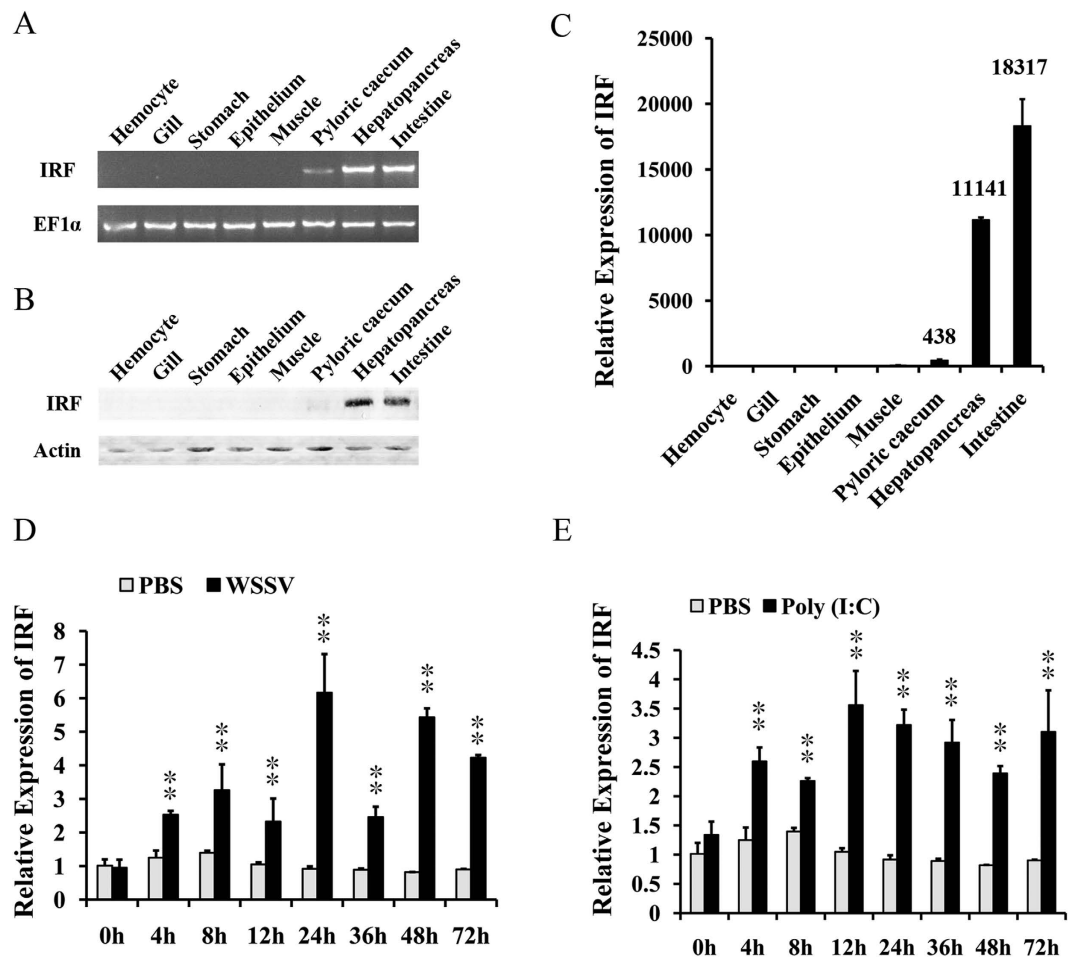 A
Hemocyte
Gill
Stomach
Epithelium
Muscle
Pyloric caecum
Hepatopancreas
Intestine
IRF
EF1α
B
Hemocyte
Gill
Stomach
Epithelium
Muscle
Pyloric caecum
Hepatopancreas
Intestine
IRF
Actin
C
Relative Expression of IRF
25000
20000
15000
10000
5000
0
438
11141
18317
Hemocyte
Gill
Stomach
Epithelium
Muscle
Pyloric caecum
Hepatopancreas
Intestine
D
PBS WSSV
Relative Expression of IRF
8
7
6
5
4
3
2
1
0
** ** ** ** ** ** **
0h 4h 8h 12h 24h 36h 48h 72h
E
PBS Poly (I:C)
Relative Expression of IRF
4.5
4
3.5
3
2.5
2
1.5
1
0.5
0
** ** ** ** ** ** **
0h 4h 8h 12h 24h 36h 48h 72h